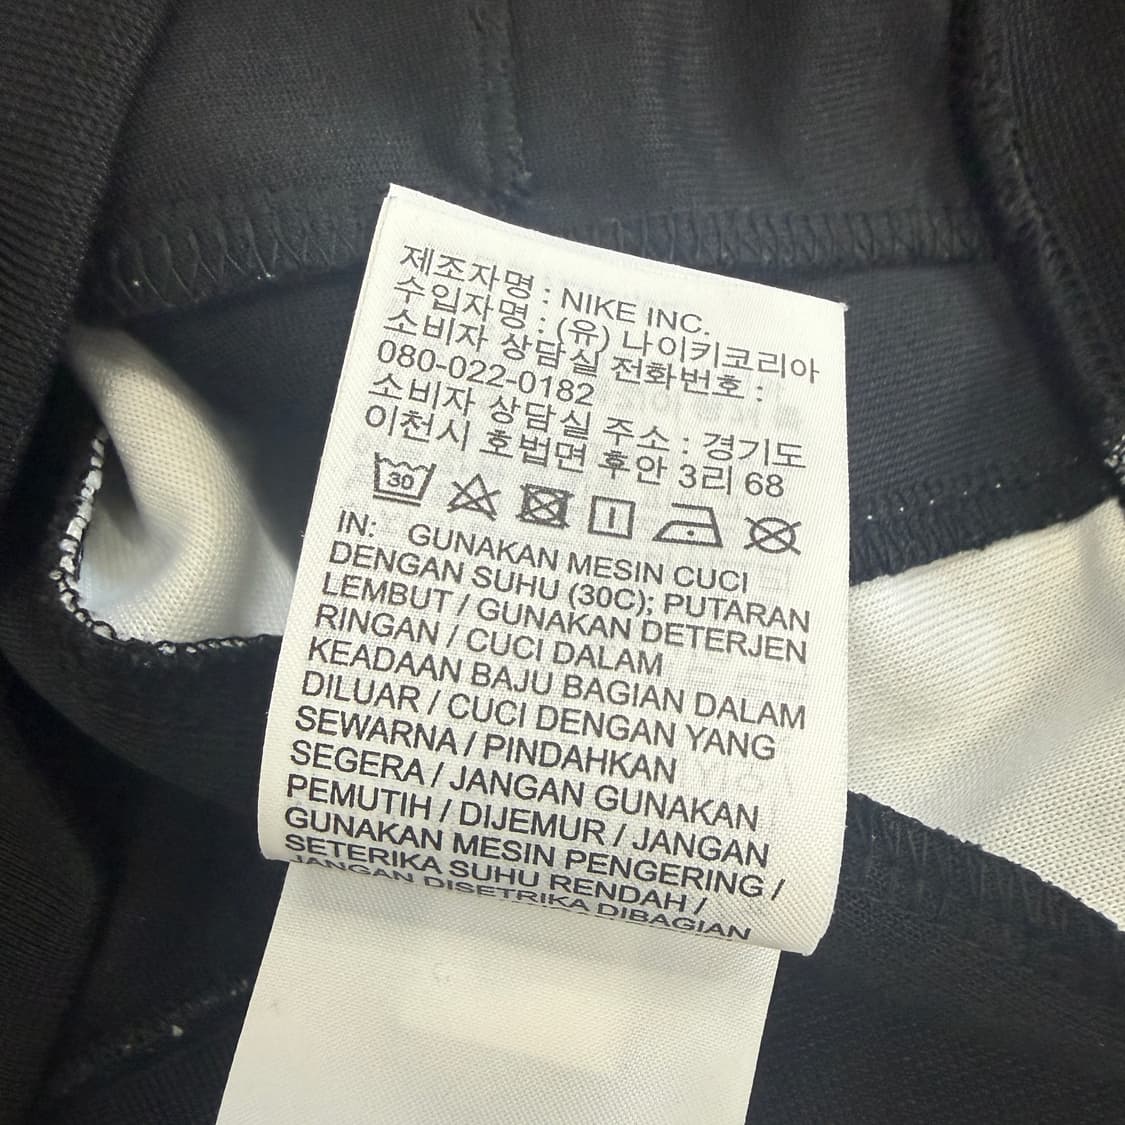 제조자명 : NIKE INC.
수입자명 : (유) 나이키코리아
소비자 상담실 전화번호 :
080-022-0182
소비자 상담실 주소 : 경기도
이천시 호법면 후안 3리 68
30
IN: GUNAKAN MESIN CUCI
DENGAN SUHU (30C); PUTARAN
LEMBUT / GUNAKAN DETERJEN
RINGAN / CUCI DALAM
KEADAAN BAJU BAGIAN DALAM
DILUAR / CUCI DENGAN YANG
SEWARNA / PINDAHKAN
SEGERA / JANGAN GUNAKAN
PEMUTIH / DIJEMUR / JANGAN
GUNAKAN MESIN PENGERING /
SETERIKA SUHU RENDAH /
JANGAN DISETRIKA DIBAGIAN